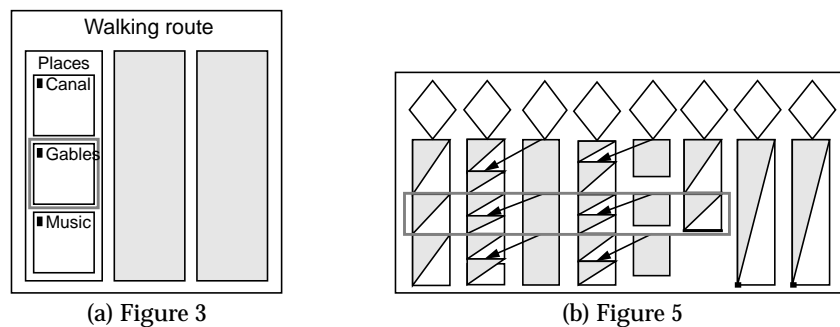 Walking route
Places
Canal
Gables
Music
(a) Figure 3
(b) Figure 5